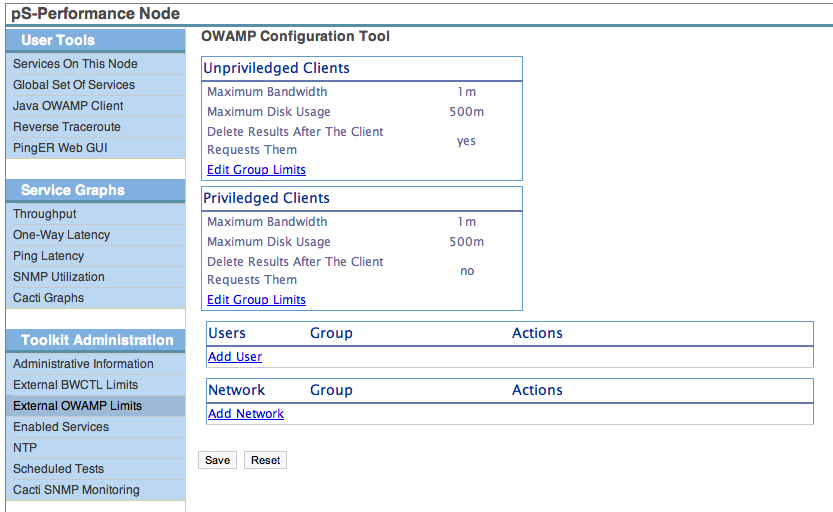 pS-Performance Node
User Tools
Services On This Node
Global Set Of Services
Java OWAMP Client
Reverse Traceroute
PingER Web GUI
Service Graphs
Throughput
One-Way Latency
Ping Latency
SNMP Utilization
Cacti Graphs
Toolkit Administration
Administrative Information
External BWCTL Limits
External OWAMP Limits
Enabled Services
NTP
Scheduled Tests
Cacti SNMP Monitoring
OWAMP Configuration Tool
Unpriviledged Clients
Maximum Bandwidth 1m
Maximum Disk Usage 500m
Delete Results After The Client
Requests Them yes
Edit Group Limits
Priviledged Clients
Maximum Bandwidth 1m
Maximum Disk Usage 500m
Delete Results After The Client
Requests Them no
Edit Group Limits
Users Group Actions
Add User
Network Group Actions
Add Network
Save Reset